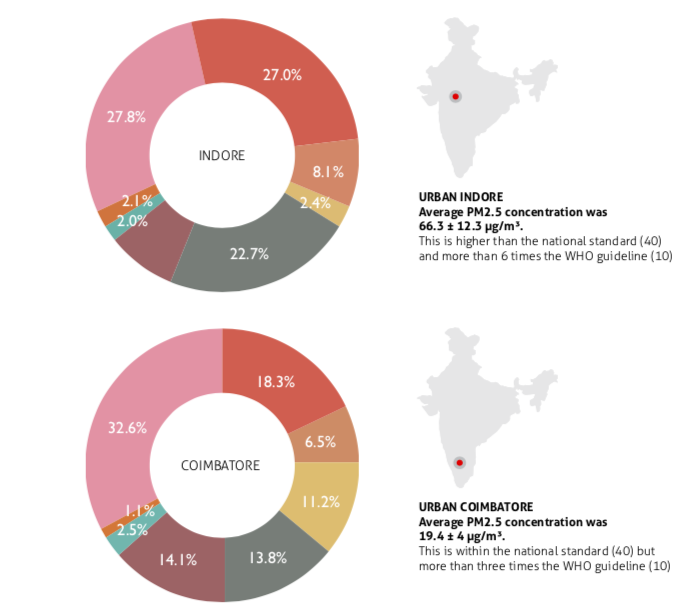 27.0%
27.8%
INDORE
8.1%
2.1%
2.4%
2.0%
22.7%
URBAN INDORE
Average PM2.5 concentration was
66.3 ± 12.3 µg/m³.
This is higher than the national standard (40)
and more than 6 times the WHO guideline (10)
18.3%
32.6%
6.5%
COIMBATORE
11.2%
1.1%
2.5%
14.1%
13.8%
URBAN COIMBATORE
Average PM2.5 concentration was
19.4 ± 4 µg/m³.
This is within the national standard (40) but
more than three times the WHO guideline (10)